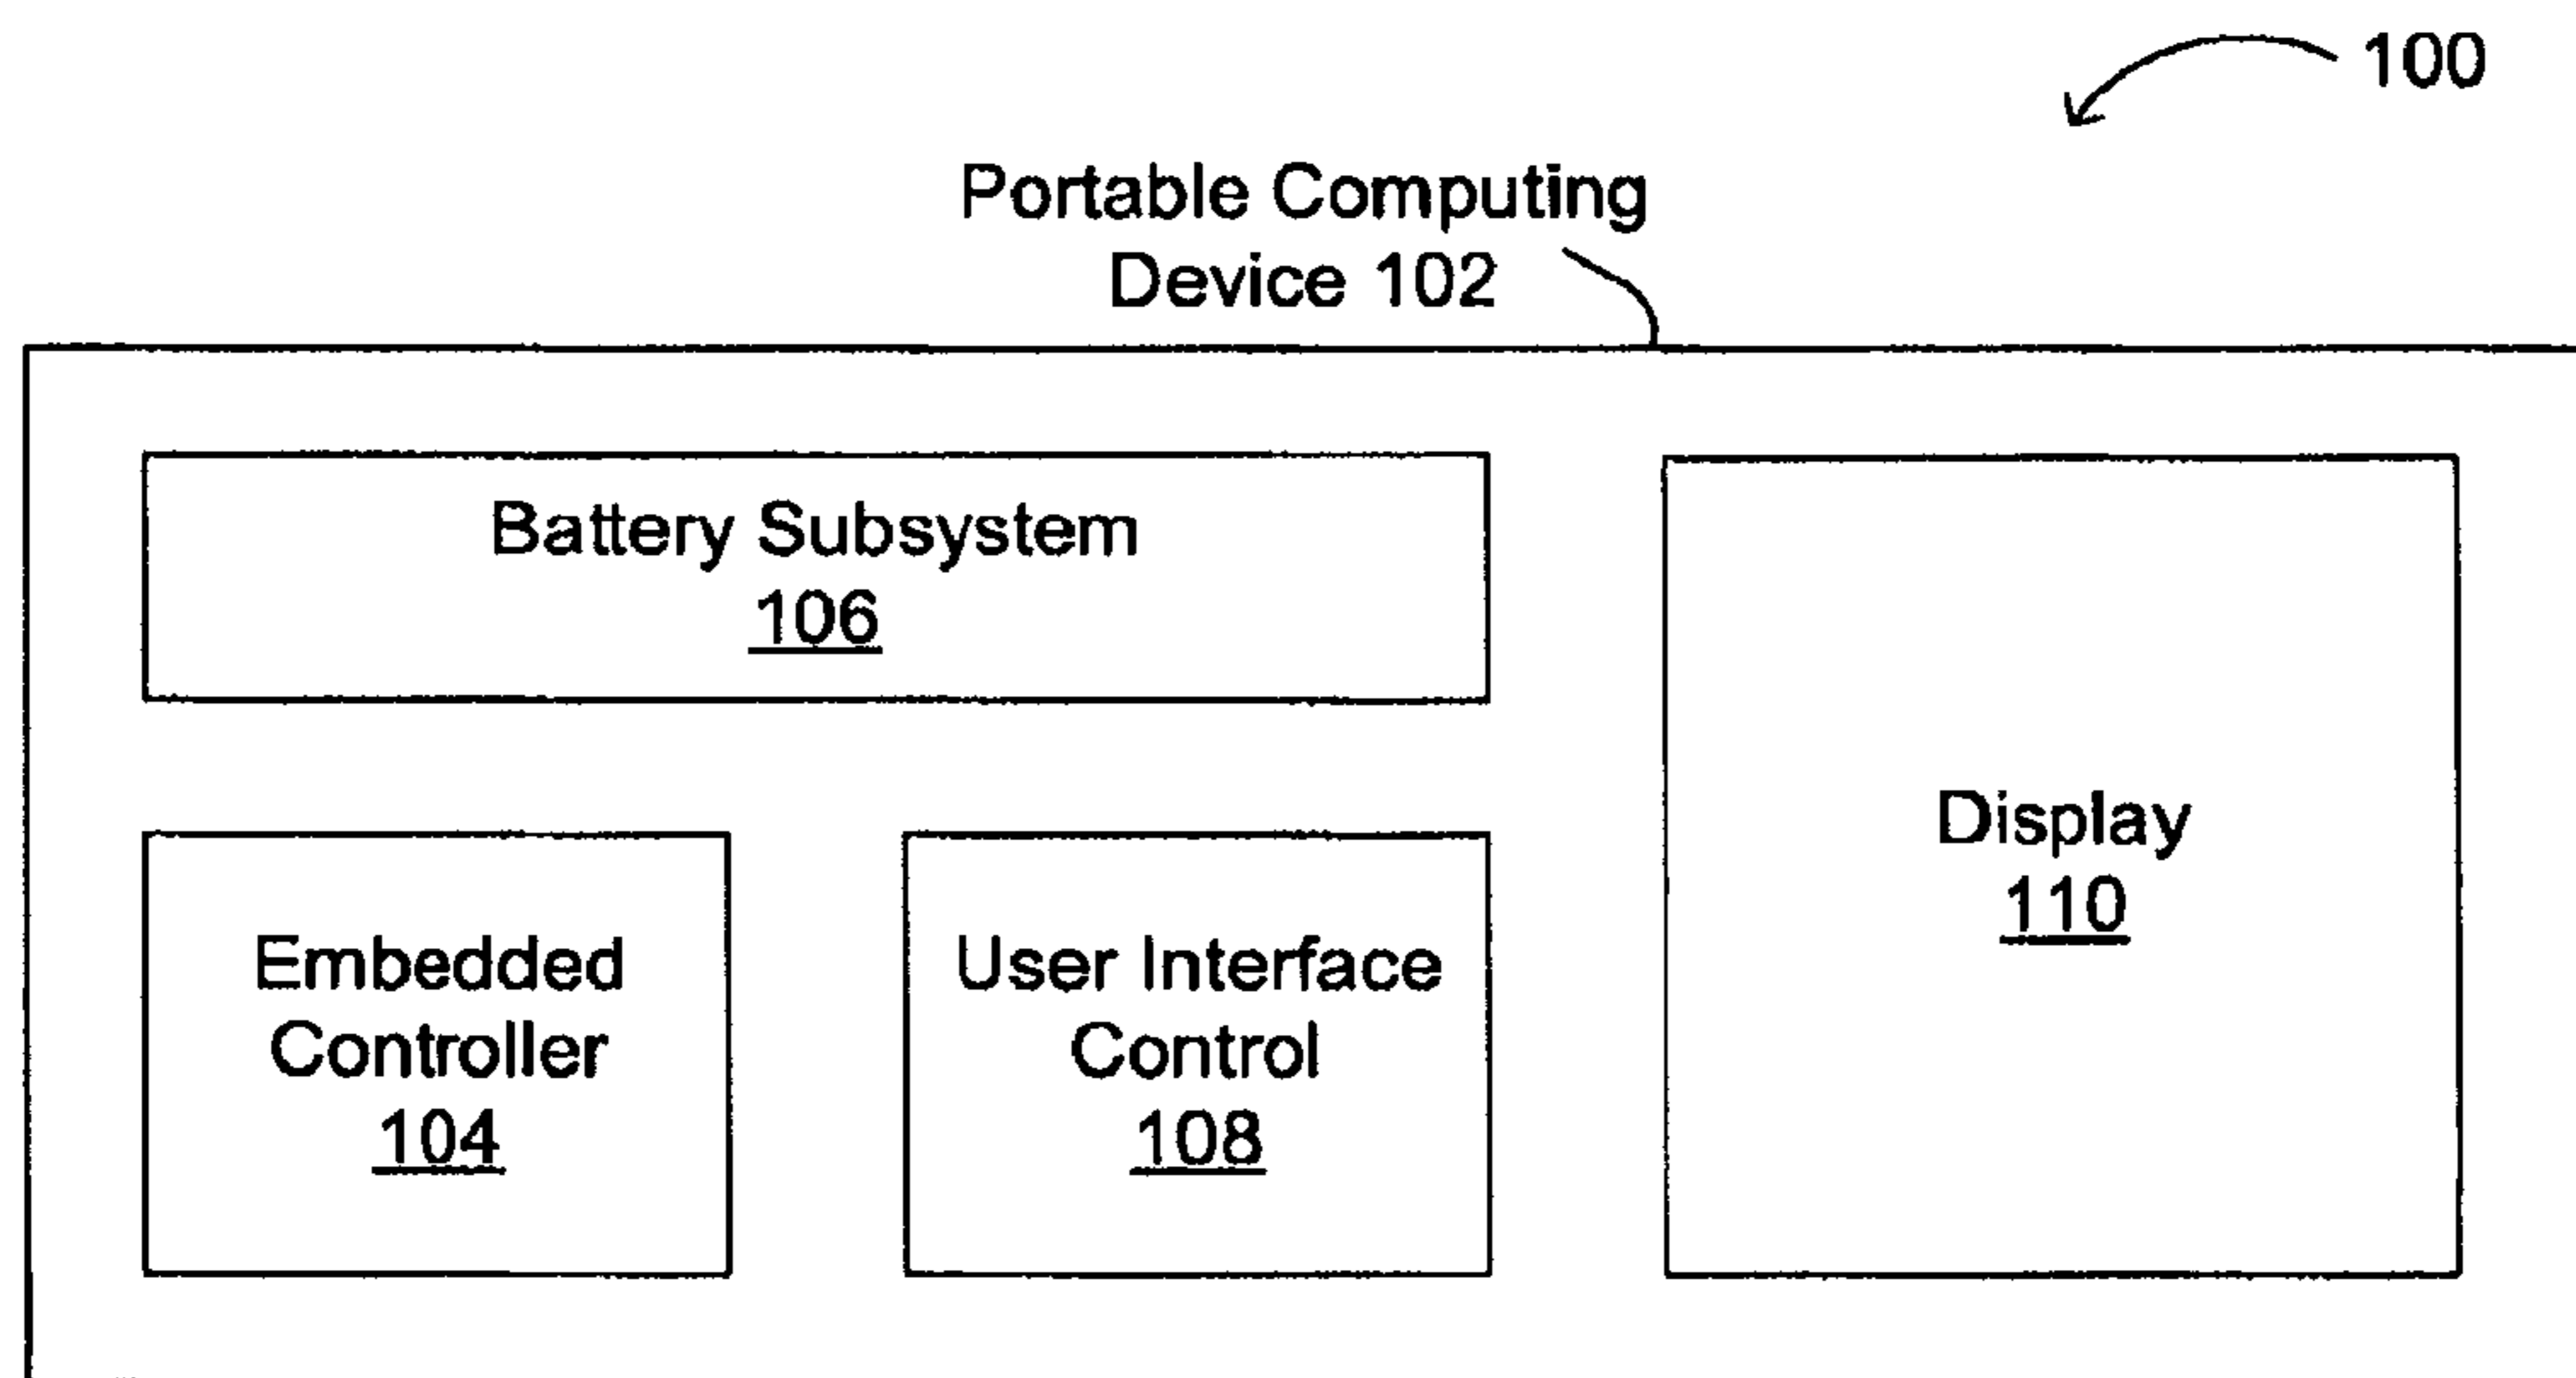 100
Portable Computing
Device 102
Battery Subsystem
106
Display
110
Embedded
Controller
104
User Interface
Control
108